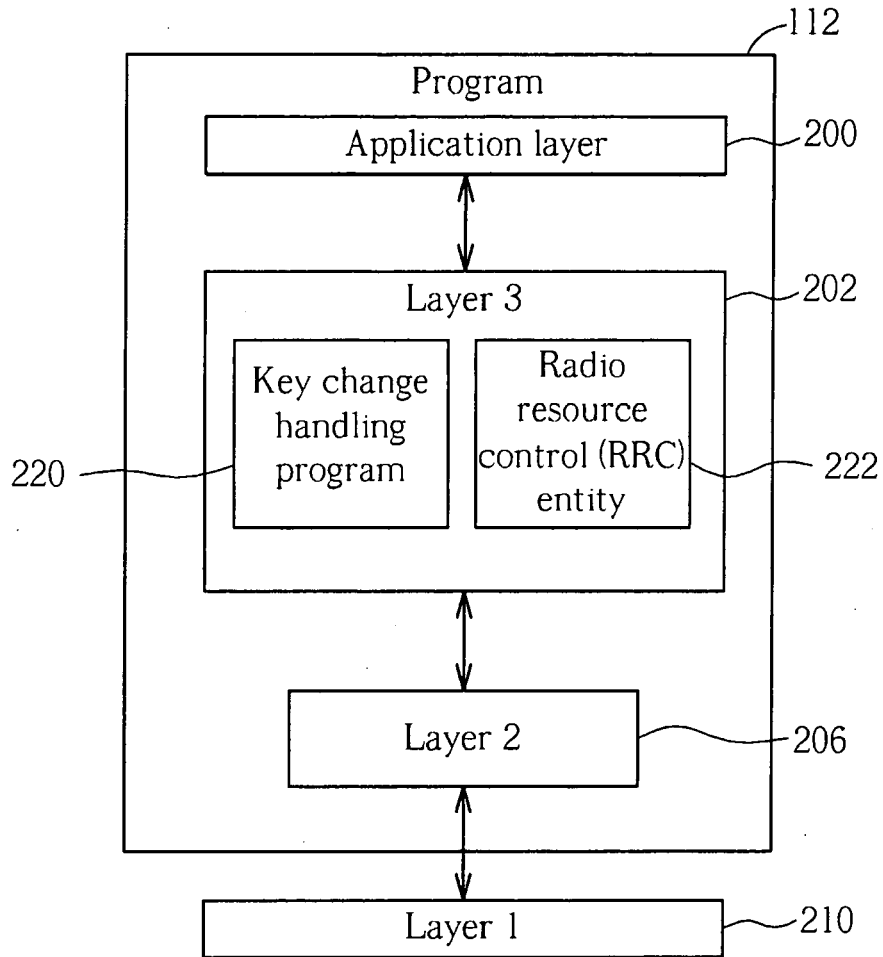 112
Program
Application layer
200
Layer 3
202
Key change
handling
program
220
Radio
resource
control (RRC)
entity
222
Layer 2
206
Layer 1
210